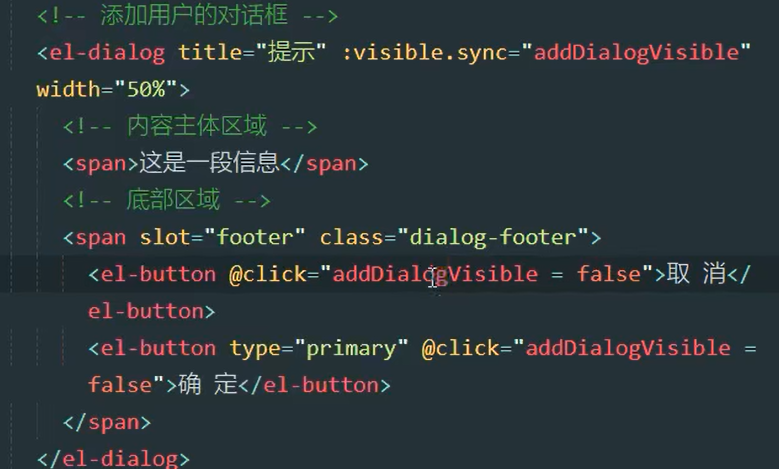 <!-- 添加用户的对话框 -->
<el-dialog title="提示" :visible.sync="addDialogVisible"
width="50%">
<!-- 内容主体区域 -->
<span>这是一段信息</span>
<!-- 底部区域 -->
<span slot="footer" class="dialog-footer">
<el-button @click="addDialogVisible = false">取 消</
el-button>
<el-button type="primary" @click="addDialogVisible =
false">确 定</el-button>
</span>
</el-dialog>